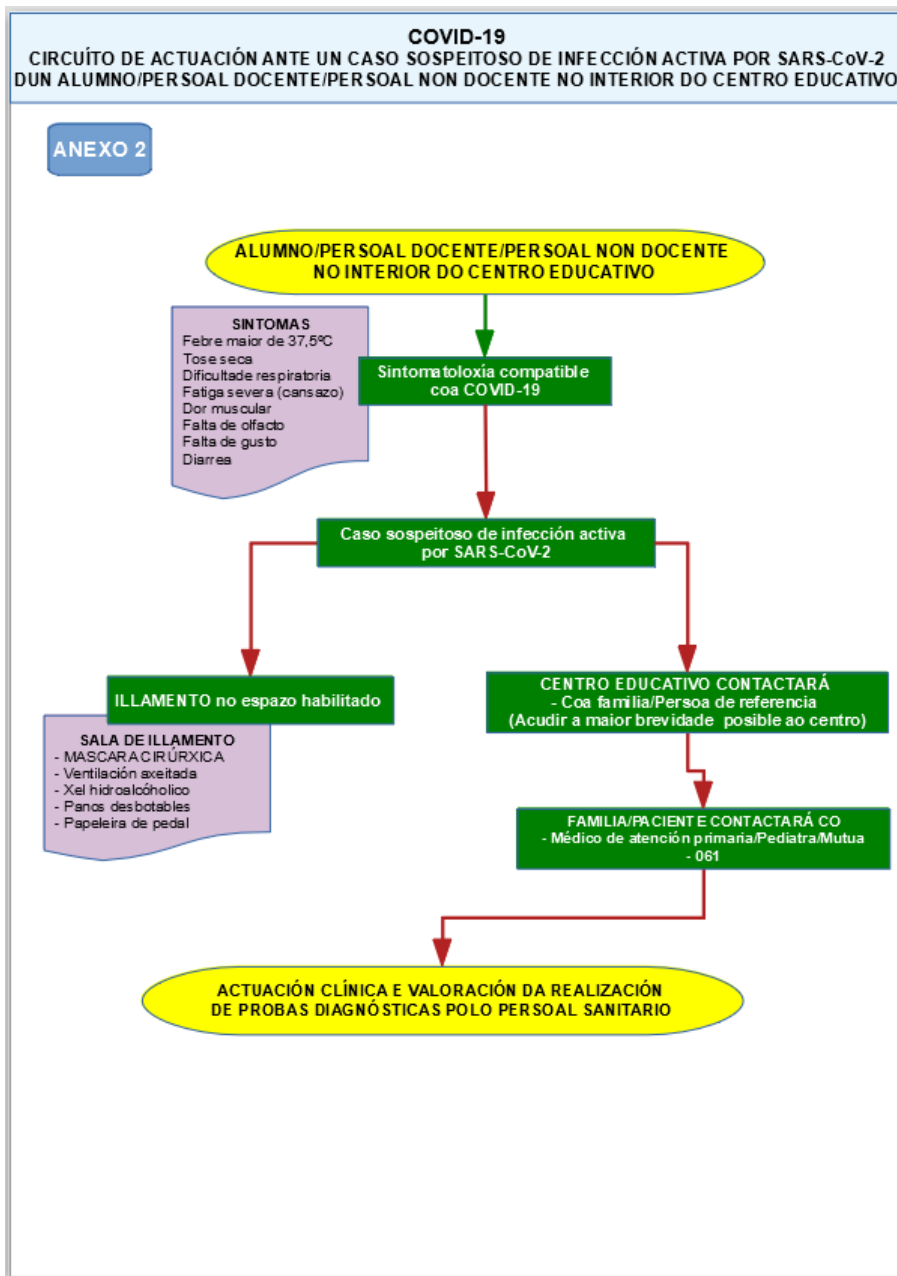 COVID-19
CIRCUÍTO DE ACTUACIÓN ANTE UN CASO SOSPEITOSO DE INFECCIÓN ACTIVA POR SARS-CoV-2
DUN ALUMNO/PERSOAL DOCENTE/PERSOAL NON DOCENTE NO INTERIOR DO CENTRO EDUCATIVO
ANEXO 2
ALUMNO/PERSOAL DOCENTE/PERSOAL NON DOCENTE
NO INTERIOR DO CENTRO EDUCATIVO
SINTOMAS
Febre maior de 37,5ºC
Tose seca
Dificultade respiratoria
Fatiga severa (cansazo)
Dor muscular
Falta de olfacto
Falta de gusto
Diarrea
Sintomatoloxía compatible
coa COVID-19
Caso sospeitoso de infección activa
por SARS-CoV-2
ILLAMENTO no espazo habilitado
SALA DE ILLAMENTO
- MASCARA CIRÚRXICA
- Ventilación axeitada
- Xel hidroalcóholico
- Panos desbotables
- Papeleira de pedal
CENTRO EDUCATIVO CONTACTARÁ
- Coa familia/Persoa de referencia
(Acudir a maior brevidade posible ao centro)
FAMILIA/PACIENTE CONTACTARÁ CO
- Médico de atención primaria/Pediatra/Mutua
- 061
ACTUACIÓN CLÍNICA E VALORACIÓN DA REALIZACIÓN
DE PROBAS DIAGNÓSTICAS POLO PERSOAL SANITARIO